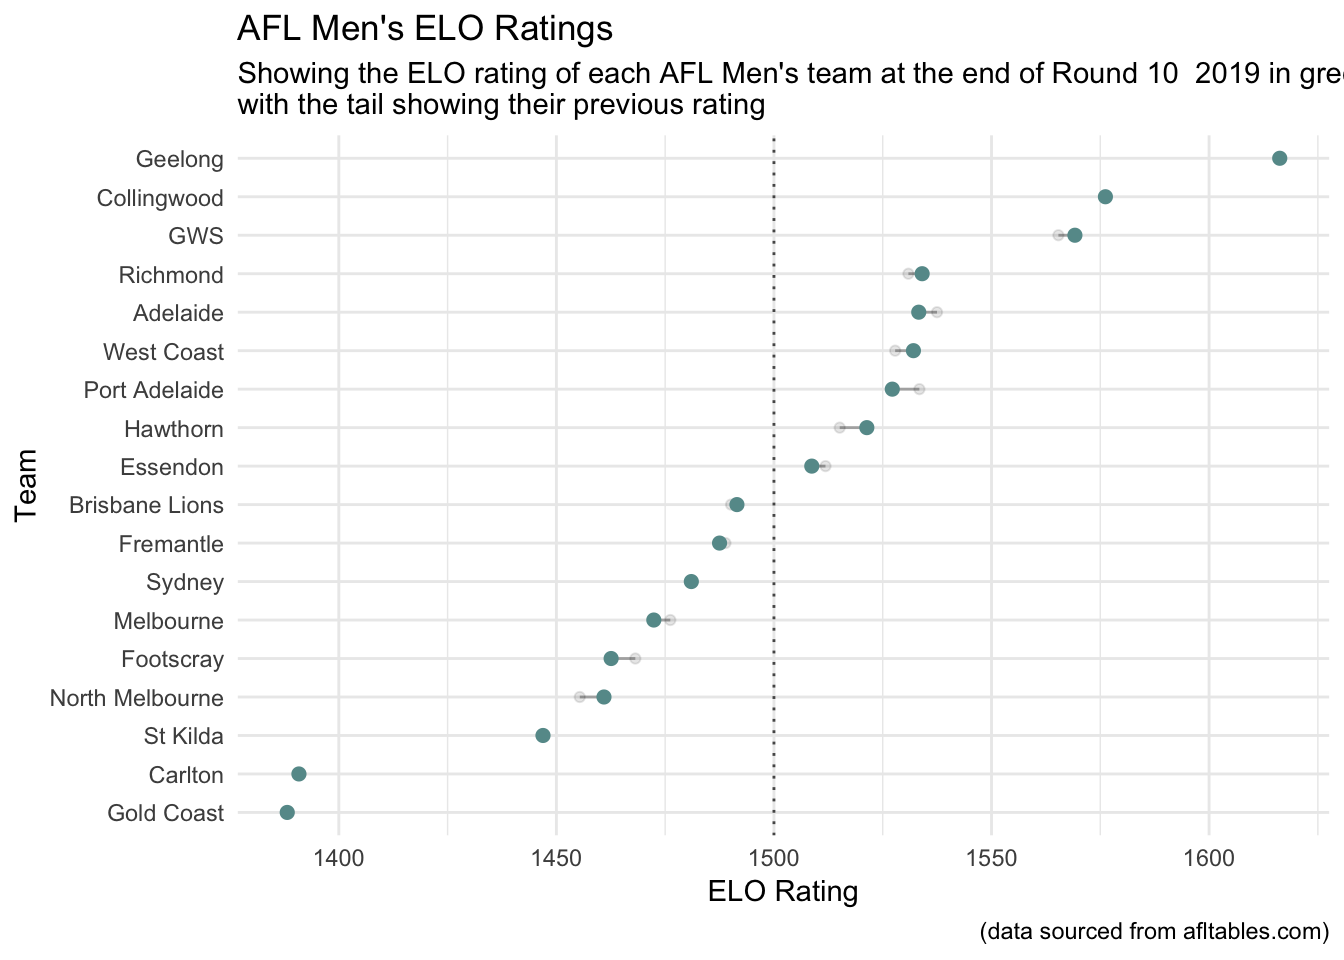 AFL Men's ELO Ratings
Showing the ELO rating of each AFL Men's team at the end of Round 10  2019 in
with the tail showing their previous rating
Geelong
Collingwood
GWS
Richmond
Adelaide
West Coast
Port Adelaide
Hawthorn
Essendon
Brisbane Lions
Fremantle
Sydney
Melbourne
Footscray
North Melbourne
St Kilda
Carlton
Gold Coast
Team
1400 1450 1500 1550 1600
ELO Rating
(data sourced from afltables.com)